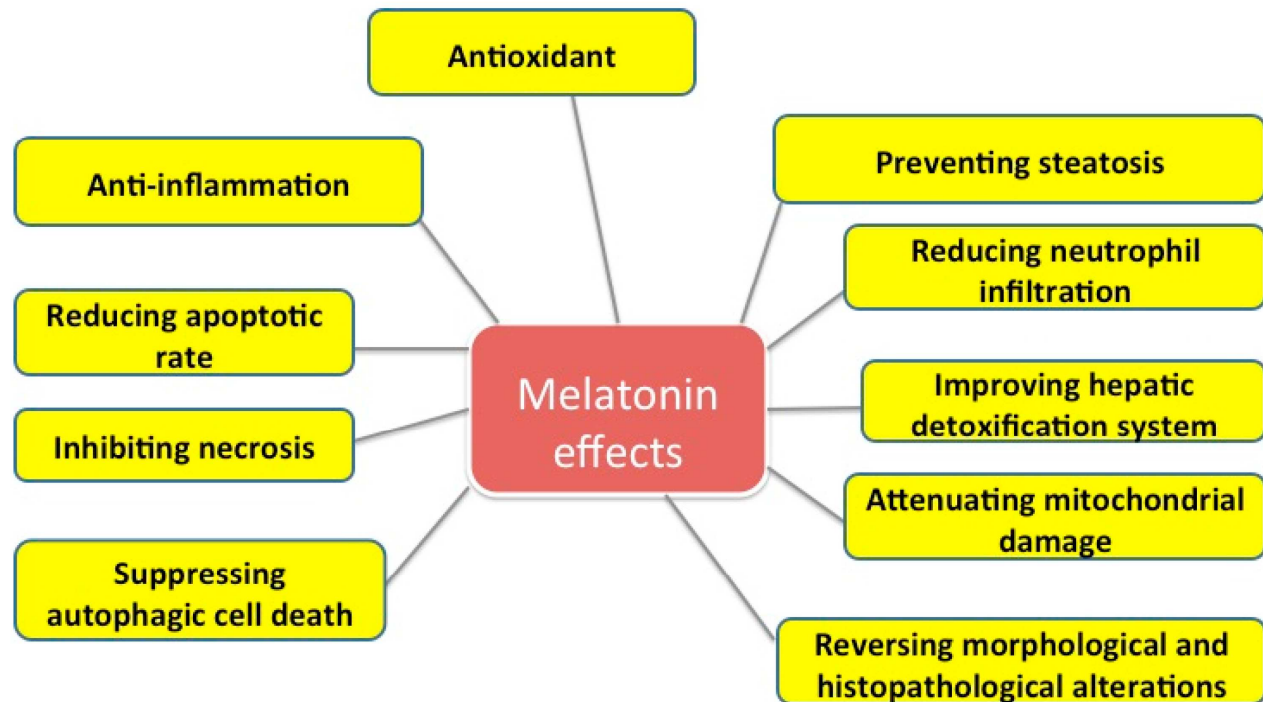 Antioxidant
Anti-inflammation
Preventing steatosis
Reducing neutrophil
infiltration
Reducing apoptotic
rate
Melatonin
effects
Improving hepatic
detoxification system
Inhibiting necrosis
Attenuating mitochondrial
damage
Suppressing
autophagic cell death
Reversing morphological and
histopathological alterations